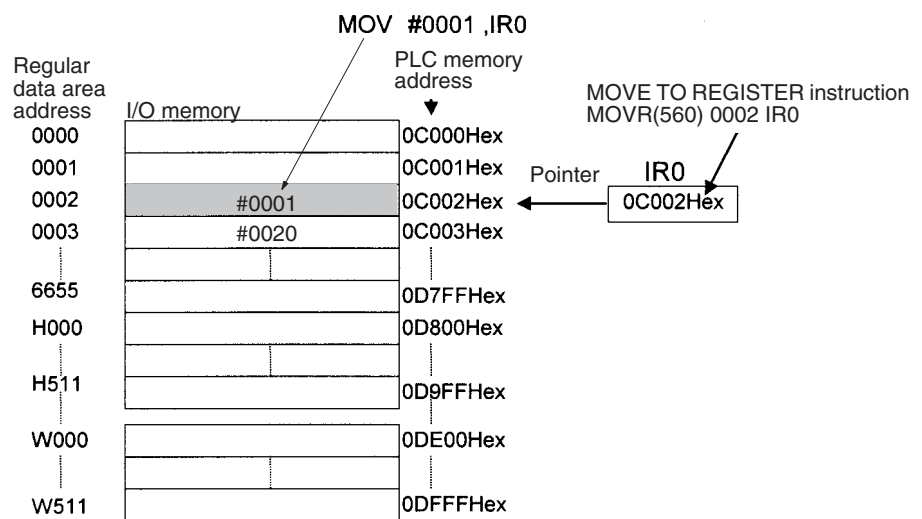 MOV #0001 ,IR0
Regular
data area
address
I/O memory
PLC memory
address
MOVE TO REGISTER instruction
MOVR(560) 0002 IR0
0000
0C000Hex
0001
0C001Hex
0002
#0001
0C002Hex
Pointer
IR0
0C002Hex
0003
#0020
0C003Hex
6655
0D7FFHex
H000
0D800Hex
H511
0D9FFHex
W000
0DE00Hex
W511
0DFFFHex